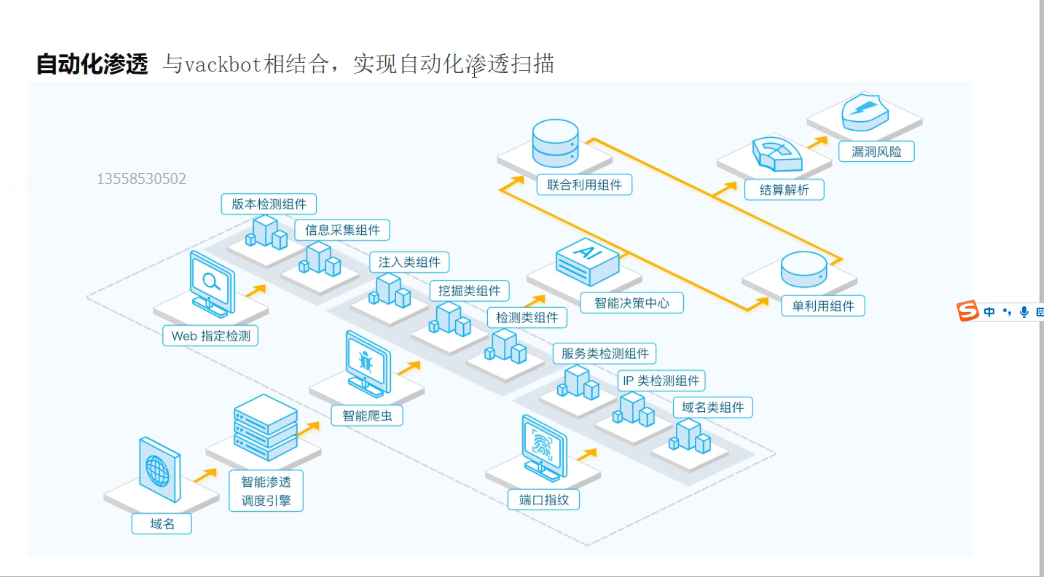 自动化渗透 与vackbot相结合，实现自动化渗透扫描
漏洞风险
联合利用组件
结算解析
13558530502
版本检测组件
信息采集组件
注入类组件
挖掘类组件
智能决策中心
单利用组件
检测类组件
Web 指定检测
服务类检测组件
IP 类检测组件
域名类组件
智能爬虫
智能渗透
调度引擎
端口指纹
域名
S 中